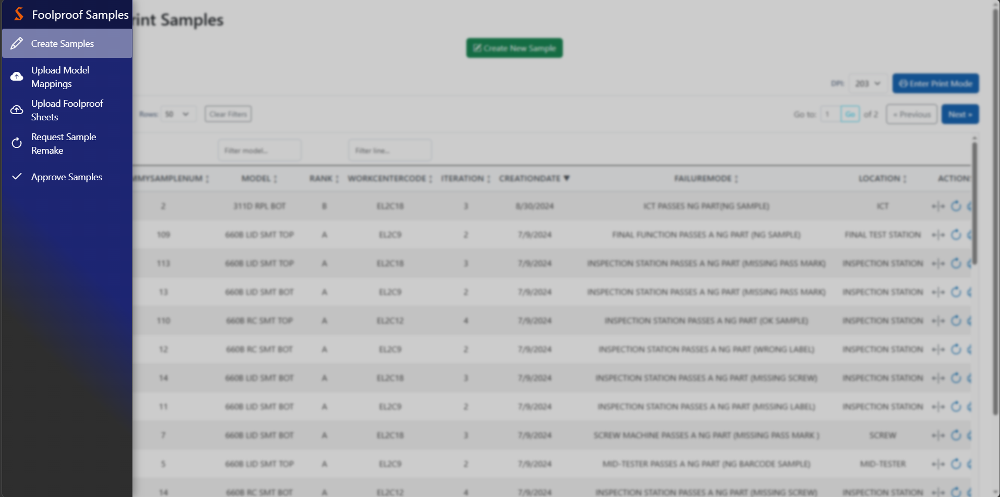 Foolproof Samples
rint Samples
Create Samples
Create New Sample
Upload Model
Mappings
DPI: 203
Enter Print Mode
Upload Foolproof
Sheets
Rows: 50
Clear Filters
Go to: 1 Go of 2
« Previous
Next »
Request Sample
Remake
Filter model...
Filter line...
Approve Samples
MMYSAMPLENUM MODEL RANK WORKCENTERCODE ITERATION CREATIONDATE FAILUREMODE LOCATION ACTION
2 311D RPL BOT B EL2C18 3 8/30/2024 ICT PASSES NG PART(NG SAMPLE) ICT
109 660B LID SMT TOP A EL2C9 2 7/9/2024 FINAL FUNCTION PASSES A NG PART (NG SAMPLE) FINAL TEST STATION
113 660B LID SMT TOP A EL2C18 3 7/9/2024 INSPECTION STATION PASSES A NG PART (MISSING PASS MARK) INSPECTION STATION
13 660B LID SMT BOT A EL2C9 2 7/9/2024 INSPECTION STATION PASSES A NG PART (MISSING PASS MARK) INSPECTION STATION
110 660B RC SMT TOP A EL2C12 4 7/9/2024 INSPECTION STATION PASSES A NG PART (OK SAMPLE) INSPECTION STATION
12 660B RC SMT BOT A EL2C9 2 7/9/2024 INSPECTION STATION PASSES A NG PART (WRONG LABEL) INSPECTION STATION
14 660B LID SMT BOT A EL2C18 3 7/9/2024 INSPECTION STATION PASSES A NG PART (MISSING SCREW) INSPECTION STATION
11 660B LID SMT BOT A EL2C9 2 7/9/2024 INSPECTION STATION PASSES A NG PART (MISSING LABEL) INSPECTION STATION
7 660B LID SMT BOT A EL2C18 3 7/9/2024 SCREW MACHINE PASSES A NG PART (MISSING PASS MARK ) SCREW
5 660B LID SMT TOP A EL2C9 2 7/9/2024 MID-TESTER PASSES A NG PART (NG BARCODE SAMPLE) MID-TESTER
14 660B RC SMT BOT A EL2C12 4 7/9/2024 INSPECTION STATION PASSES A NG PART (MISSING SCREW) INSPECTION STATION